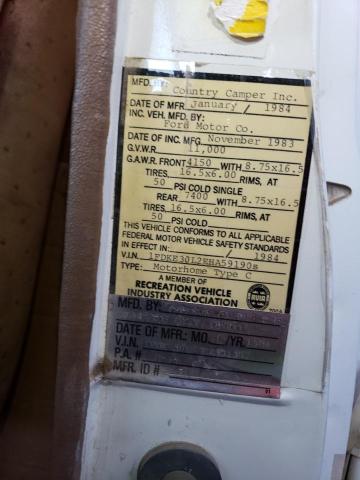 MFD. BY: Country Camper Inc.
DATE OF MFR. January / 1984
INC. VEH. MFD. BY:
Ford Motor Co.
DATE OF INC. MFG. November 1983
G.V.W.R. 11,000
G.A.W.R. FRONT 4150 WITH 8.75x16.5
TIRES, 16.5x6.00 RIMS, AT
50 PSI COLD SINGLE
REAR 7400 WITH 8.75x16.5
TIRES, 16.5x6.00 RIMS, AT
50 PSI COLD
THIS VEHICLE CONFORMS TO ALL APPLICABLE
FEDERAL MOTOR VEHICLE SAFETY STANDARDS
IN EFFECT IN / 1984
V.I.N. 1FDKE30L2EHA59190s
TYPE: Motorhome Type C
A MEMBER OF
RECREATION VEHICLE
INDUSTRY ASSOCIATION
RVIA
MFD. BY:
DATE OF MFR.: MO. /YR.
V.I.N.
P.A. #
MFR. ID #